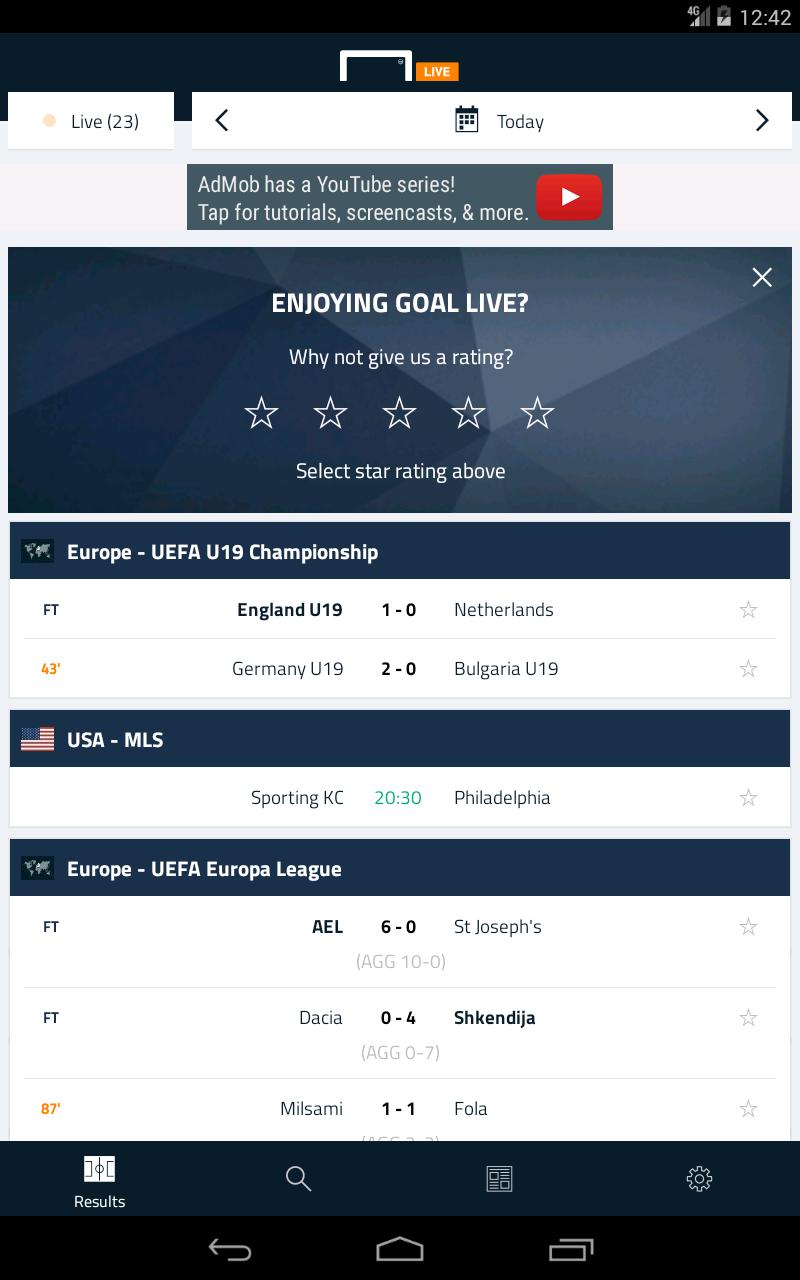 4G 12:42
LIVE
Live (23) Today
AdMob has a YouTube series!
Tap for tutorials, screencasts, & more.
ENJOYING GOAL LIVE?
Why not give us a rating?
Select star rating above
Europe - UEFA U19 Championship
FT England U19 1 - 0 Netherlands
43' Germany U19 2 - 0 Bulgaria U19
USA - MLS
Sporting KC 20:30 Philadelphia
Europe - UEFA Europa League
FT AEL 6 - 0 St Joseph's
(AGG 10-0)
FT Dacia 0 - 4 Shkendija
(AGG 0-7)
87' Milsami 1 - 1 Fola
Results